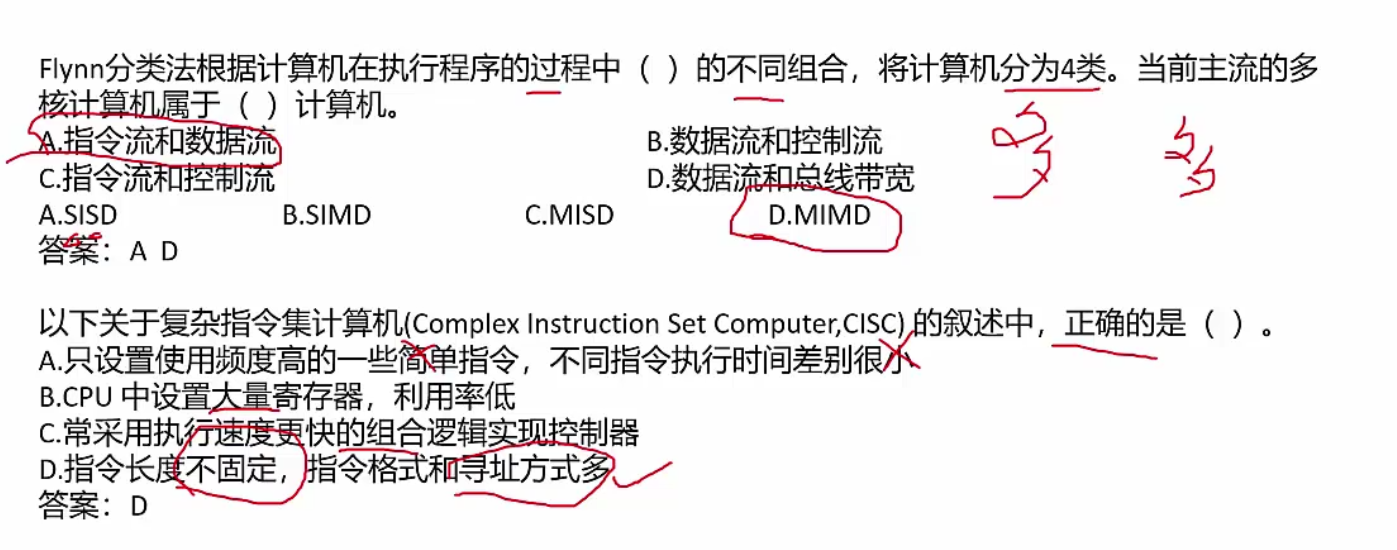 Flynn分类法根据计算机在执行程序的过程中（ ）的不同组合，将计算机分为4类。当前主流的多
核计算机属于（ ）计算机。
A.指令流和数据流 B.数据流和控制流
C.指令流和控制流 D.数据流和总线带宽
A.SISD B.SIMD C.MISD D.MIMD
答案：A D
以下关于复杂指令集计算机(Complex Instruction Set Computer,CISC) 的叙述中，正确的是（ ）。
A.只设置使用频度高的一些简单指令，不同指令执行时间差别很小
B.CPU 中设置大量寄存器，利用率低
C.常采用执行速度更快的组合逻辑实现控制器
D.指令长度不固定，指令格式和寻址方式多
答案：D